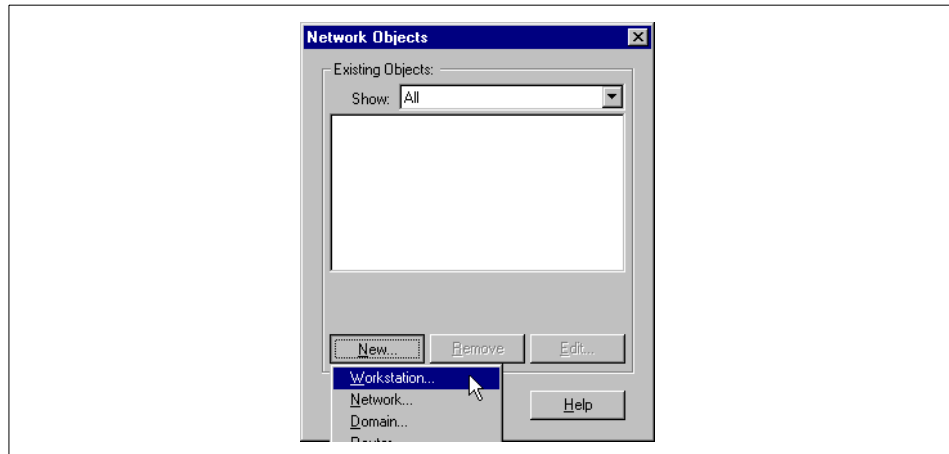 Network Objects
Existing Objects:
Show: All
New... Remove Edit...
Workstation...
Network...
Help
Domain...